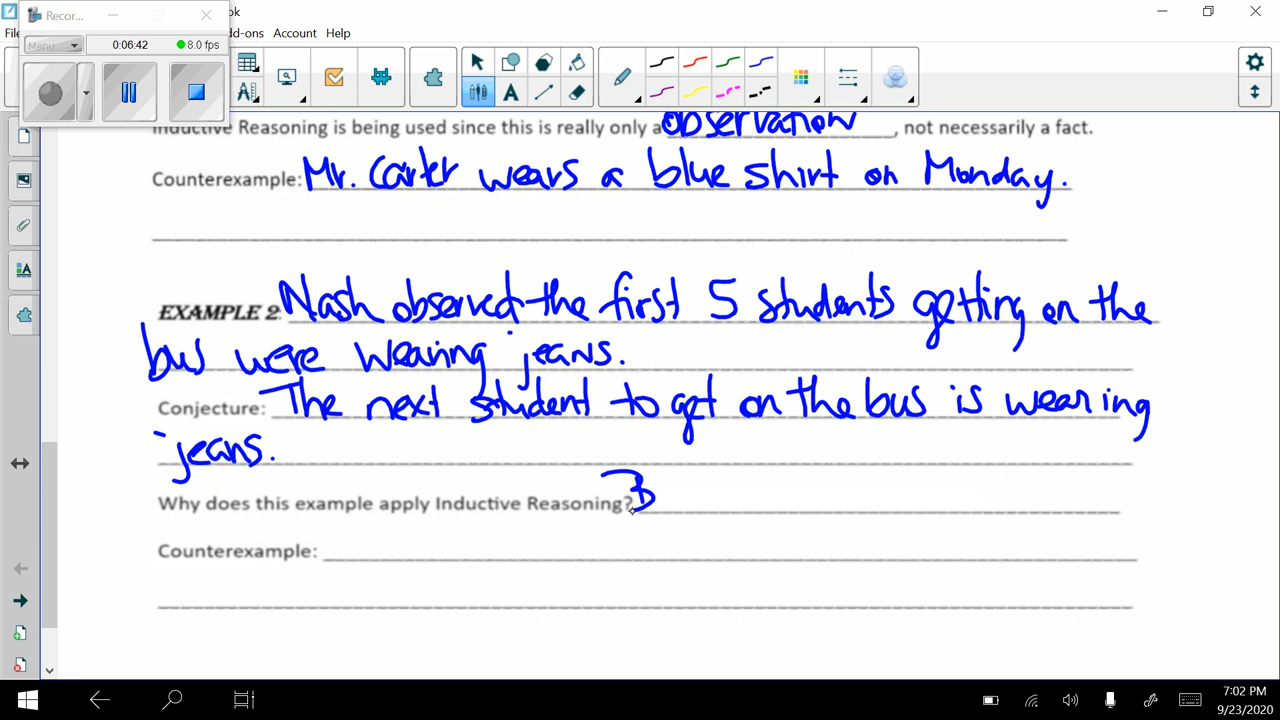 Recor...
Menu
0:06:42
8.0 fps
dd-ons Account Help
Inductive Reasoning is being used since this is really only a observation, not necessarily a fact.
Counterexample: Mr. Carter wears a blue shirt on Monday.
EXAMPLE 2: Nash observed the first 5 students getting on the
bus were wearing jeans.
Conjecture: The next student to get on the bus is wearing
jeans.
Why does this example apply Inductive Reasoning? B
Counterexample:
7:02 PM
9/23/2020